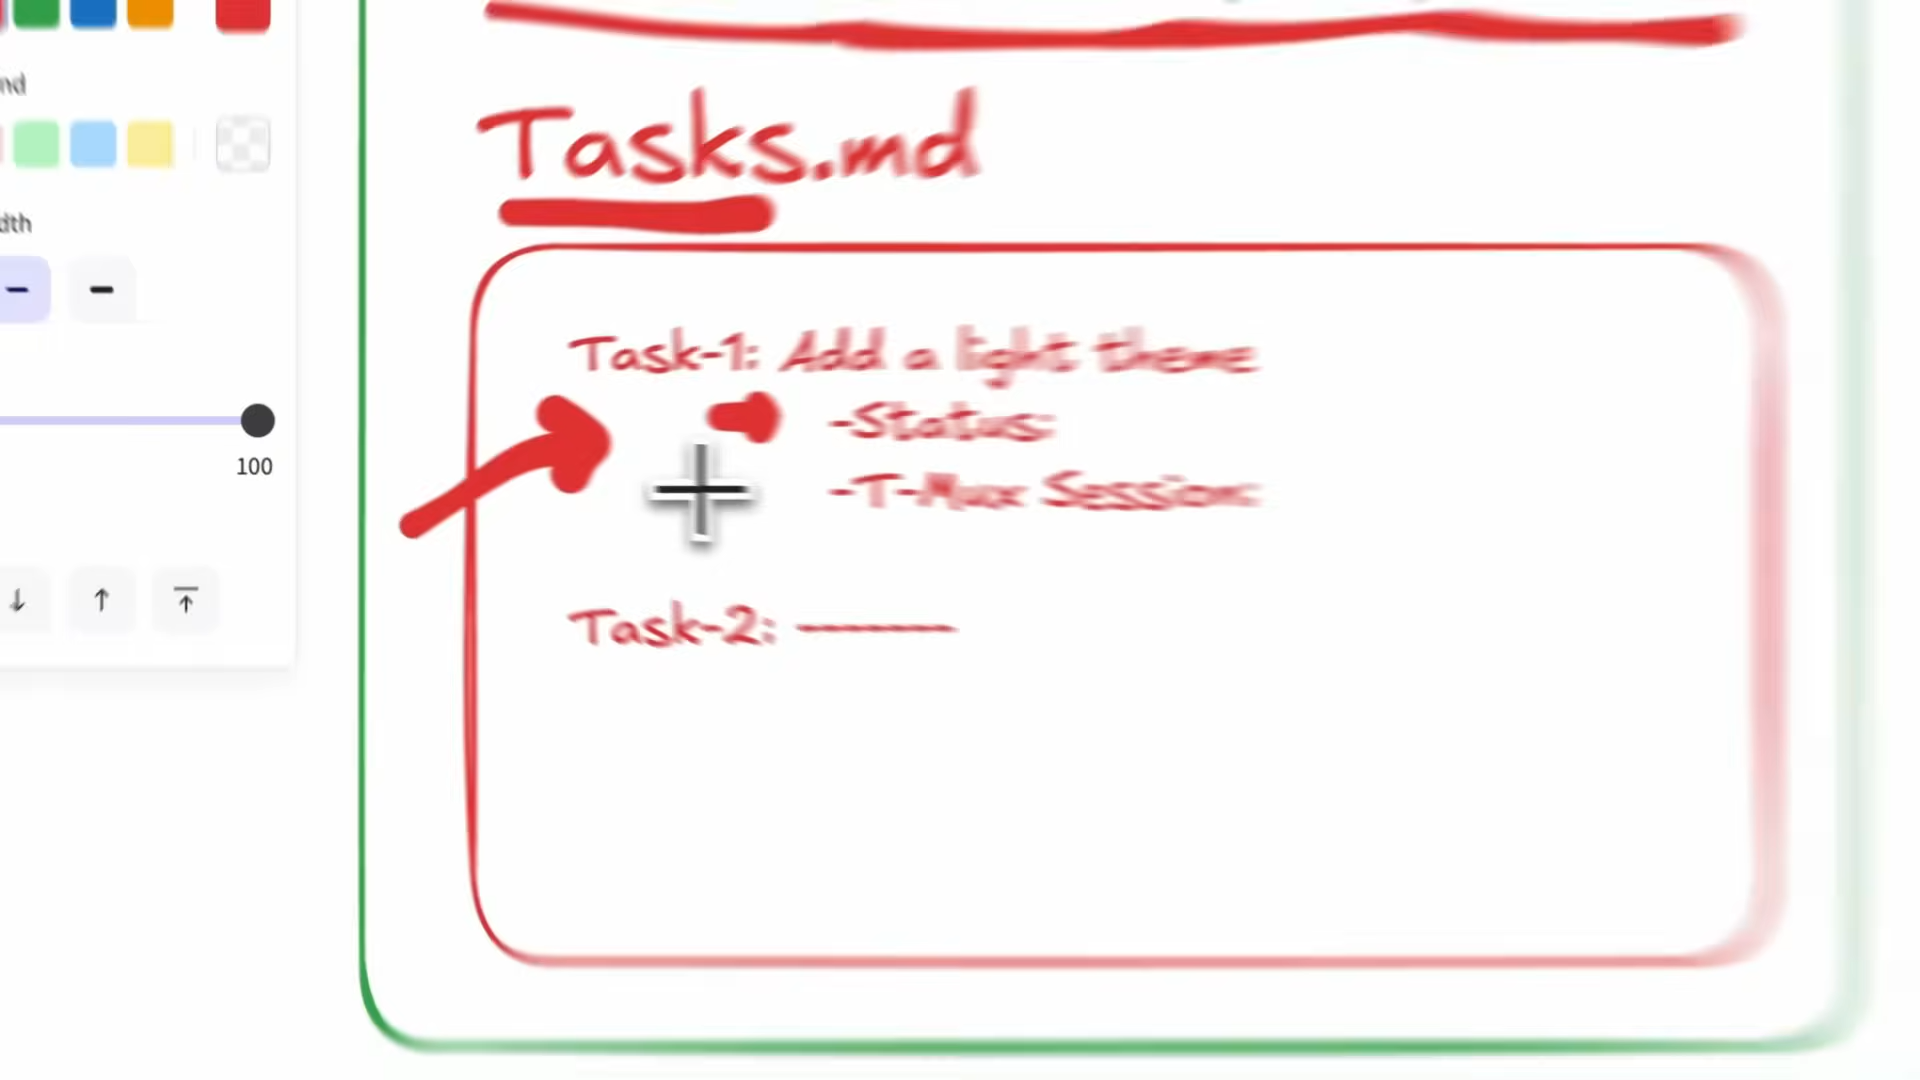 nd
dth
100
Tasks.md
Task-1: Add a light theme
-Status:
-T-Mux Session:
Task-2: -------